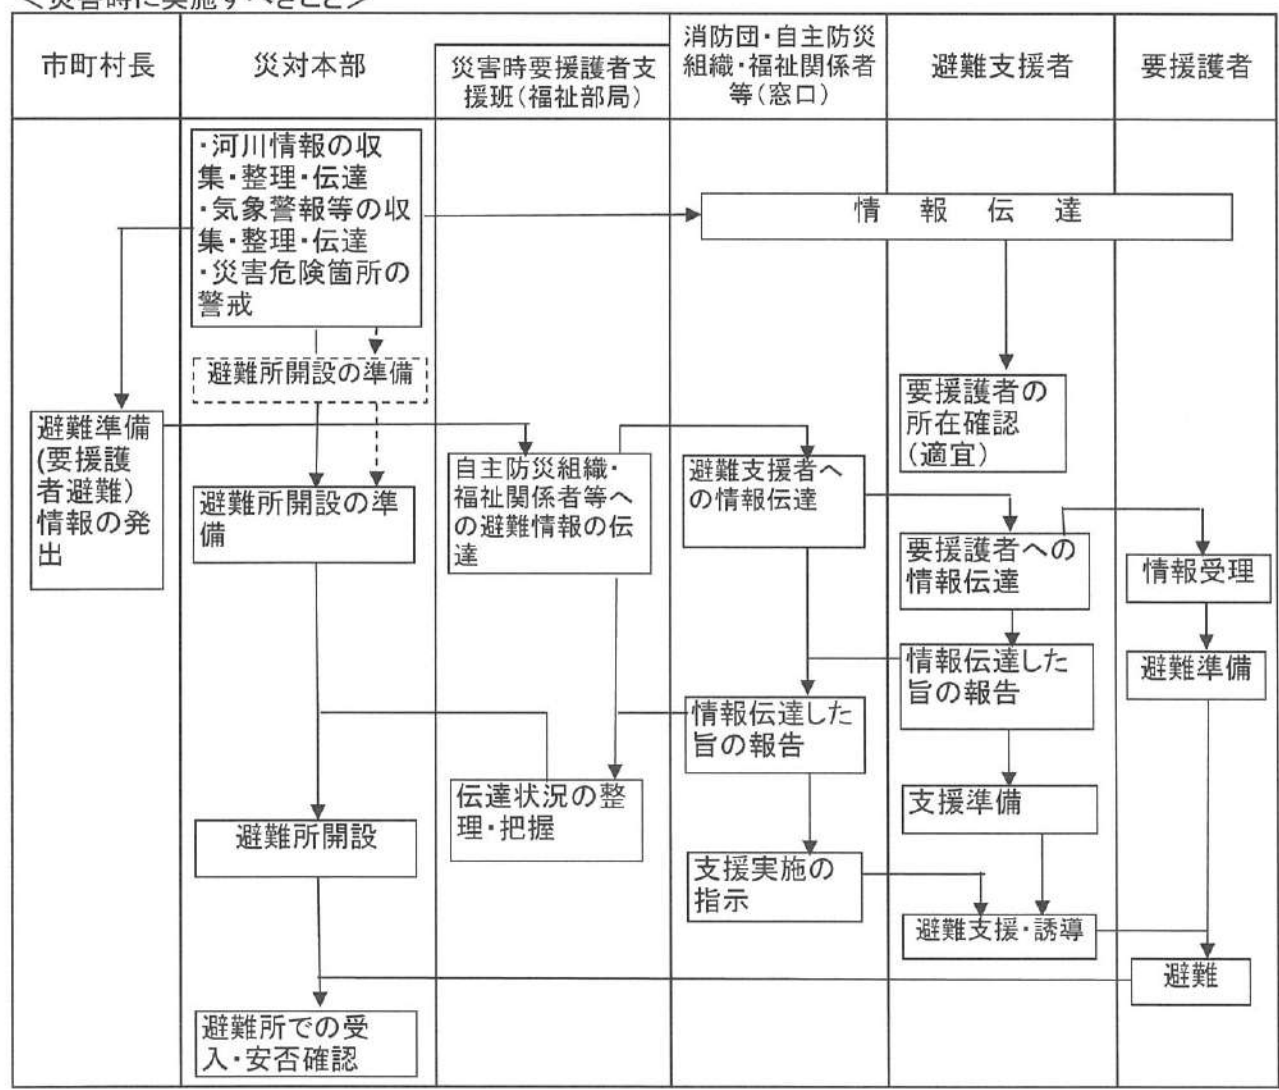 ＜災害時に実施すべきこと＞
市町村長
災対本部
災害時要援護者支
援班(福祉部局)
消防団・自主防災
組織・福祉関係者
等(窓口)
避難支援者
要援護者
・河川情報の収
集・整理・伝達
・気象警報等の収
集・整理・伝達
・災害危険箇所の
警戒
情報伝達
避難所開設の準備
要援護者の
所在確認
(適宜)
避難準備
(要援護
者避難)
情報の発
出
自主防災組織・
福祉関係者等へ
の避難情報の伝
達
避難支援者へ
の情報伝達
避難所開設の準
備
要援護者への
情報伝達
情報受理
情報伝達した
旨の報告
避難準備
情報伝達した
旨の報告
伝達状況の整
理・把握
支援準備
避難所開設
支援実施の
指示
避難支援・誘導
避難
避難所での受
入・安否確認